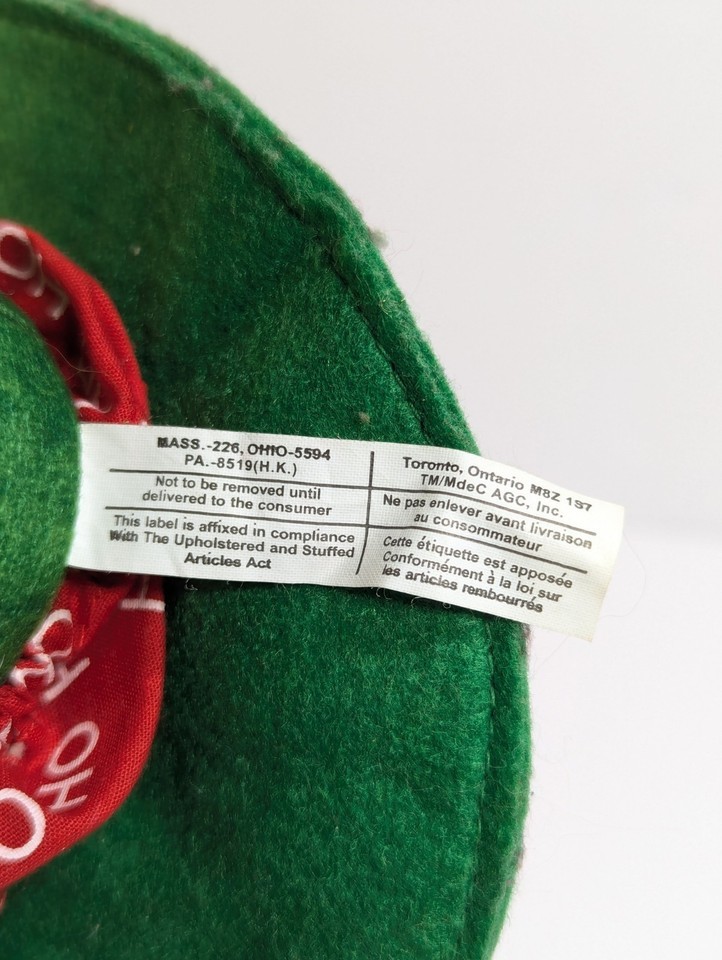 MASS.-226, OHIO-5594
PA.-8519(H.K.)
Not to be removed until
delivered to the consumer
This label is affixed in compliance
With The Upholstered and Stuffed
Articles Act
Toronto, Ontario M8Z 1S7
TM/MdeC AGC, Inc.
Ne pas enlever avant livraison
au consommateur
Cette étiquette est apposée
Conformément à la loi sur
les articles rembourrés
HO